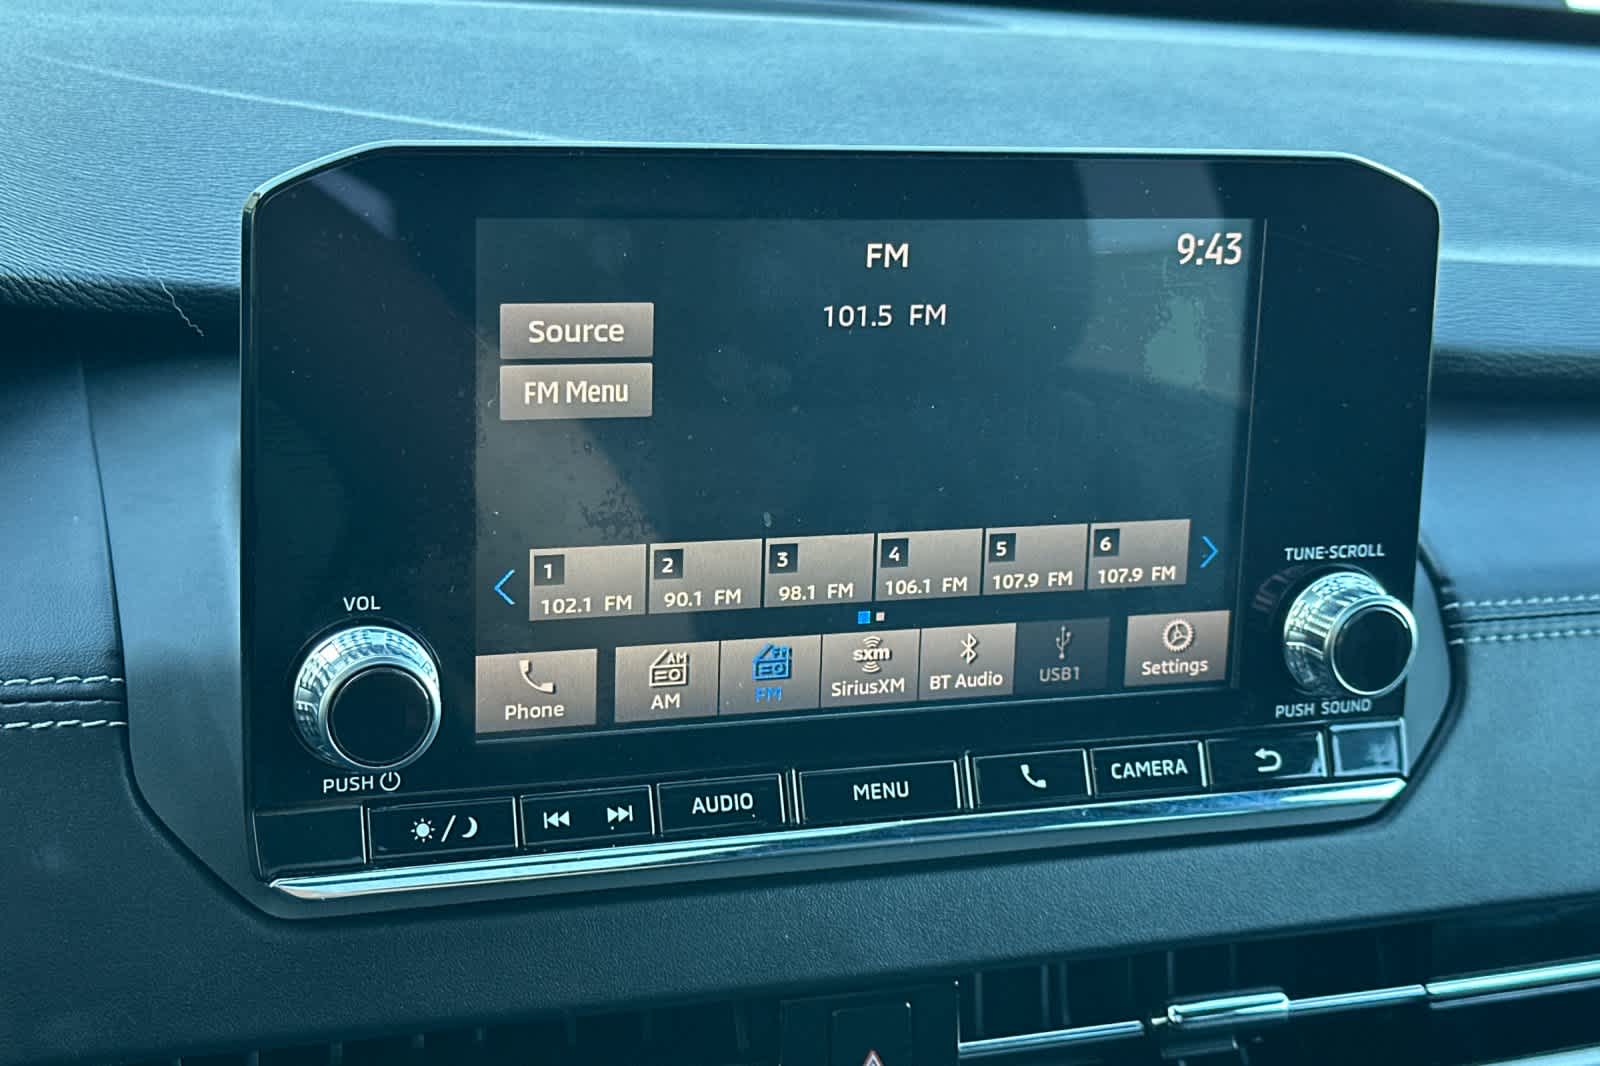 FM
9:43
101.5 FM
Source
FM Menu
1
102.1 FM
2
90.1 FM
3
98.1 FM
4
106.1 FM
5
107.9 FM
6
107.9 FM
Phone
AM
AM
FM
FM
sxm
SiriusXM
BT Audio
USB1
Settings
VOL
PUSH
TUNE-SCROLL
PUSH SOUND
AUDIO
MENU
CAMERA